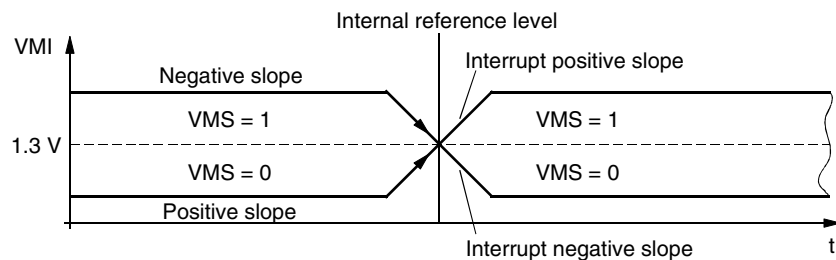 Internal reference level
VMI
Negative slope
Interrupt positive slope
VMS = 1
VMS = 1
1.3 V
VMS = 0
VMS = 0
Positive slope
Interrupt negative slope
t